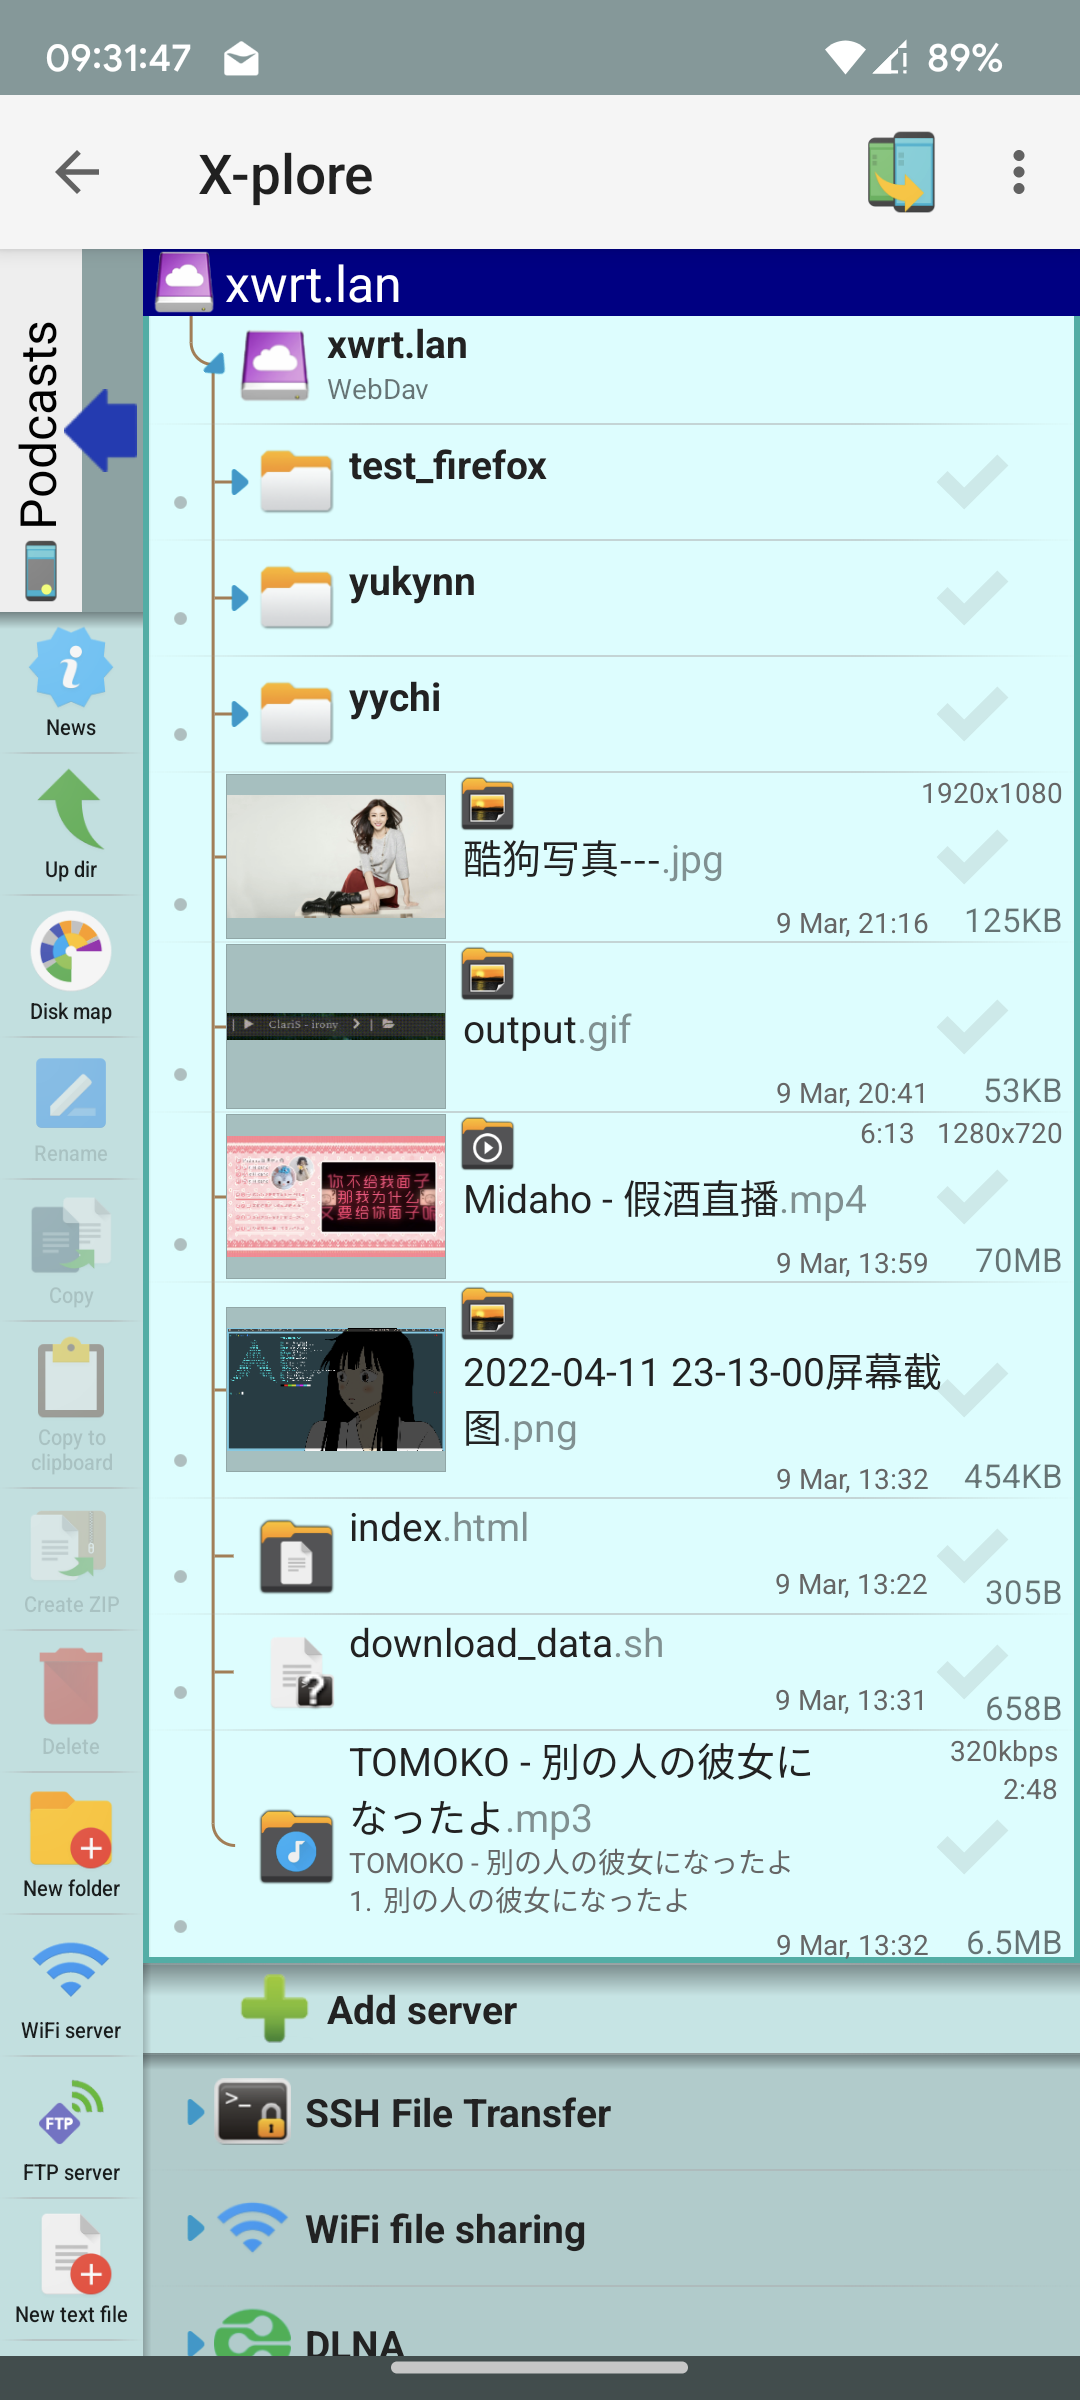 09:31:47
89%
X-plore
Podcasts
xwrt.lan
xwrt.lan
WebDav
test_firefox
yukynn
yychi
1920x1080
酷狗写真---.jpg
9 Mar, 21:16 125KB
ClariS - irony
output.gif
9 Mar, 20:41 53KB
6:13 1280x720
你不给我面子
那我为什么
又要给你面子呢
Midaho - 假酒直播.mp4
9 Mar, 13:59 70MB
2022-04-11 23-13-00屏幕截
图.png
9 Mar, 13:32 454KB
index.html
9 Mar, 13:22 305B
download_data.sh
9 Mar, 13:31 658B
TOMOKO - 別の人の彼女に
なったよ.mp3
320kbps
2:48
TOMOKO - 別の人の彼女になったよ
1. 別の人の彼女になったよ
9 Mar, 13:32 6.5MB
Add server
SSH File Transfer
WiFi file sharing
DLNA
News
Up dir
Disk map
Rename
Copy
Copy to
clipboard
Create ZIP
Delete
New folder
WiFi server
FTP
FTP server
New text file